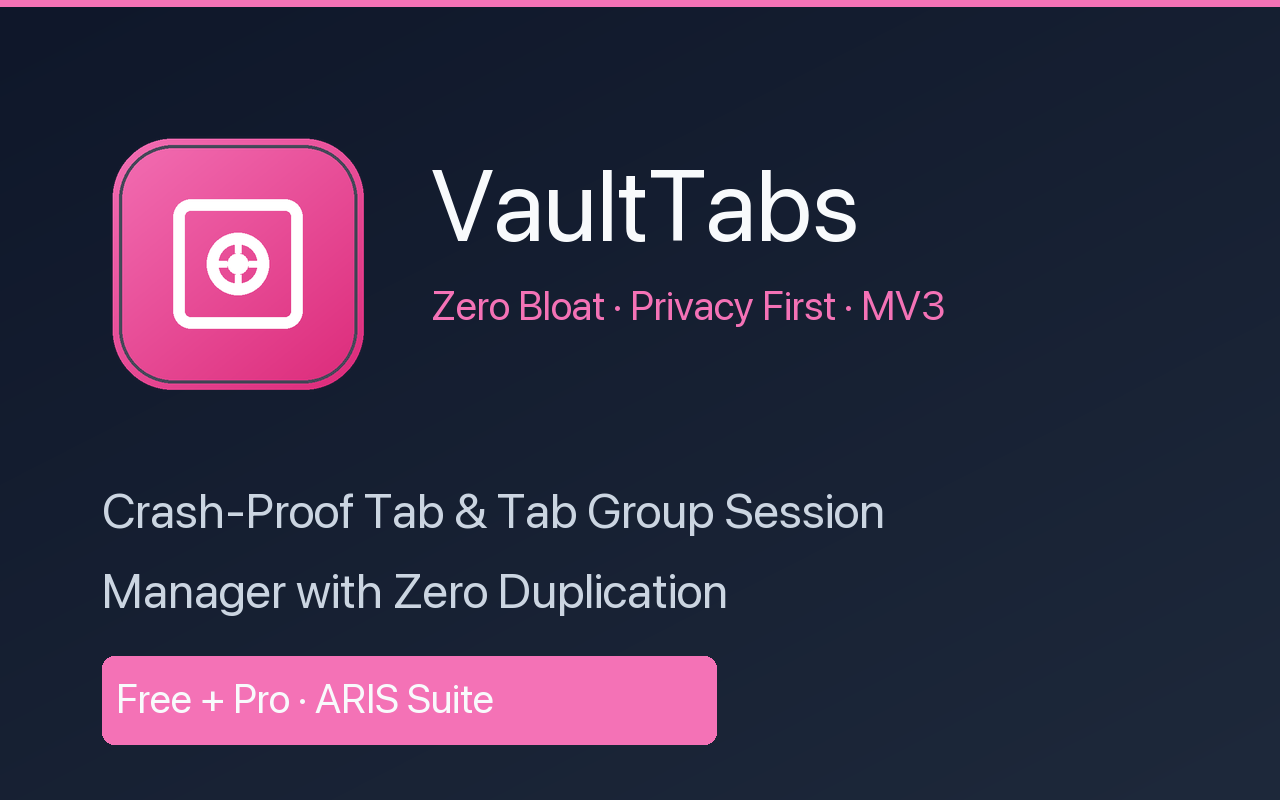 VaultTabs
Zero Bloat · Privacy First · MV3
Crash-Proof Tab & Tab Group Session
Manager with Zero Duplication
Free + Pro · ARIS Suite